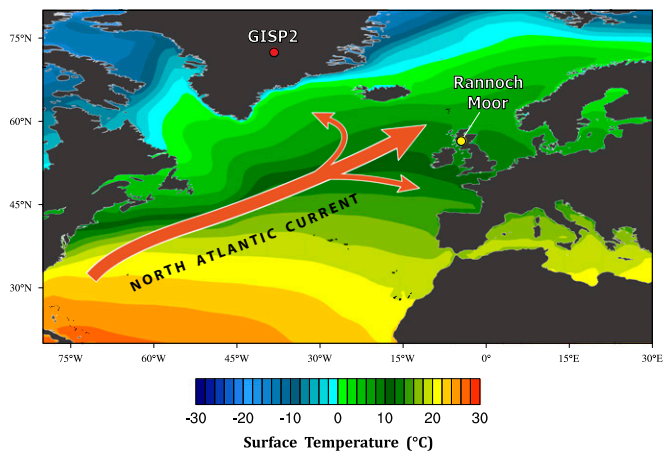 80°N
GISP2
Rannoch
Moor
60°N
45°N
30°N
NORTH ATLANTIC CURRENT
75°W
60°W
45°W
30°W
15°W
0°
15°E
30°E
-30
-20
-10
0
10
20
30
Surface Temperature (°C)